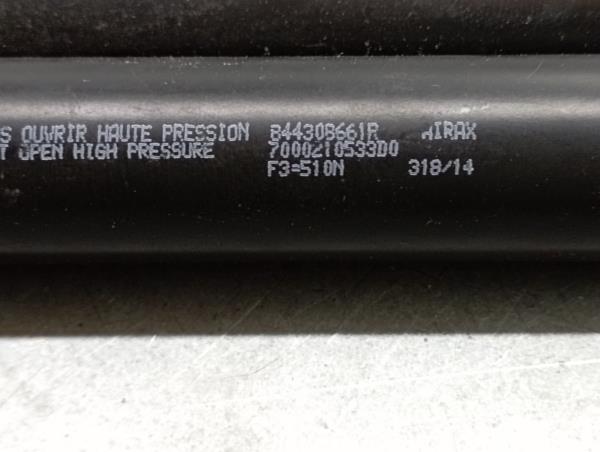 S OUVRIR HAUTE PRESSION 844308661R AIRAX
T OPEN HIGH PRESSURE 7000210533D0
F3=510N 318/14